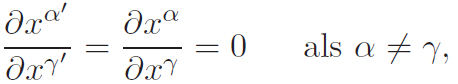 ∂x^α′/∂x^γ′ = ∂x^α/∂x^γ = 0 als α ≠ γ,